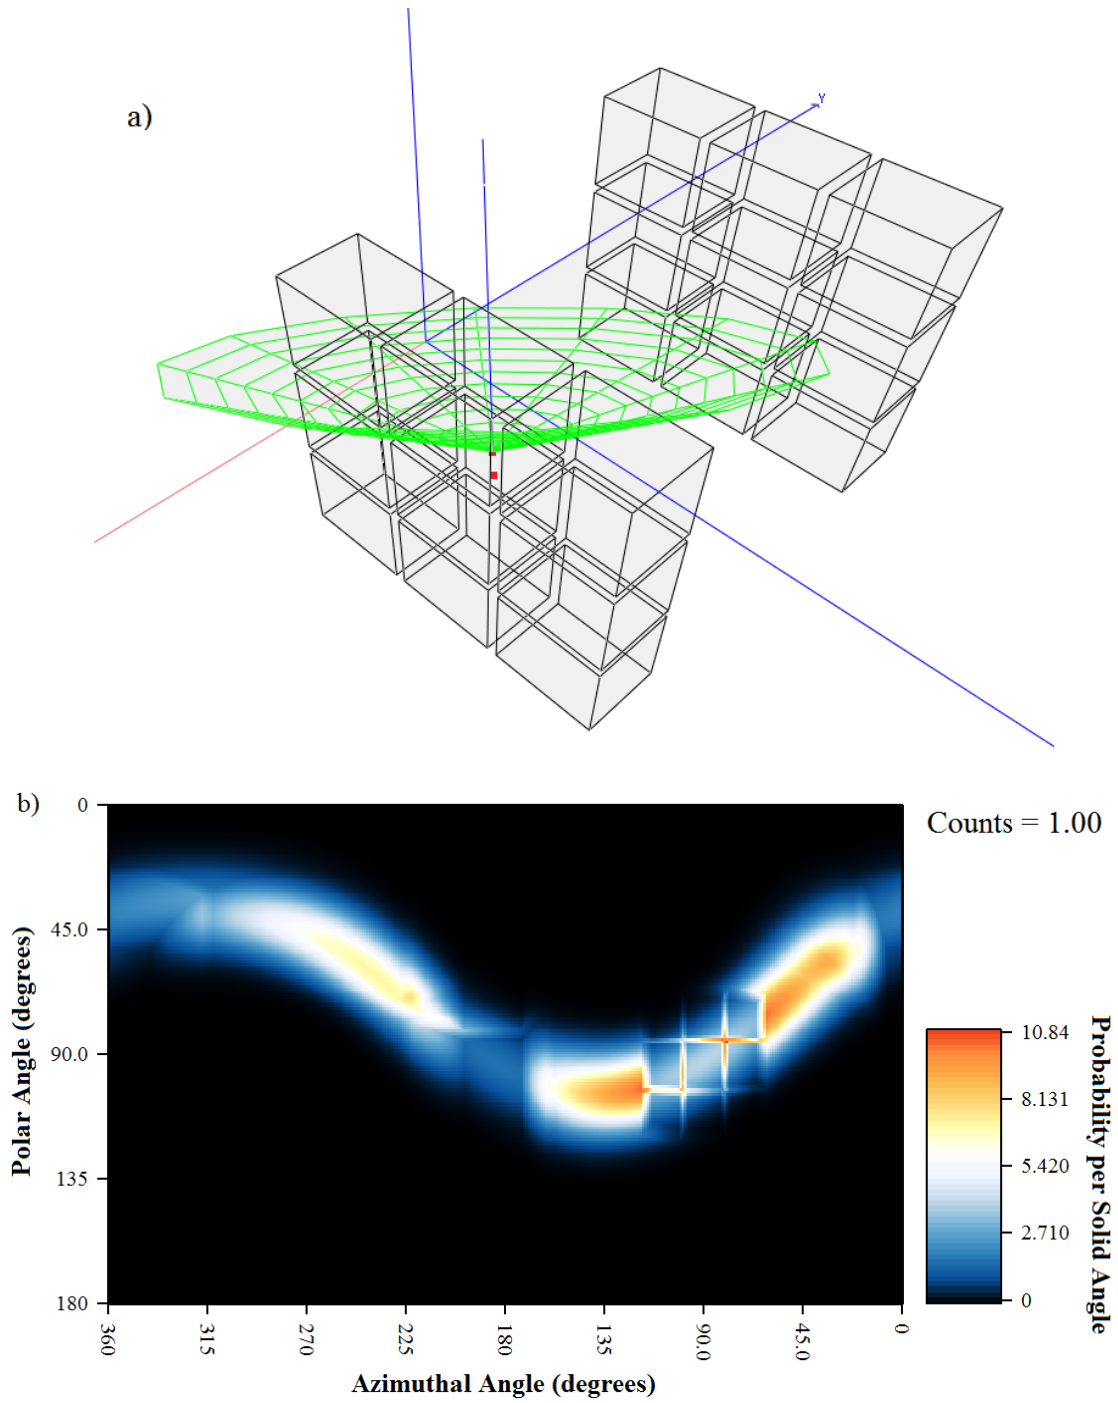 a)
Y
b)
Counts = 1.00
0
45.0
90.0
135
180
Polar Angle (degrees)
360
315
270
225
180
135
90.0
45.0
0
Azimuthal Angle (degrees)
10.84
8.131
5.420
2.710
0
Probability per Solid Angle